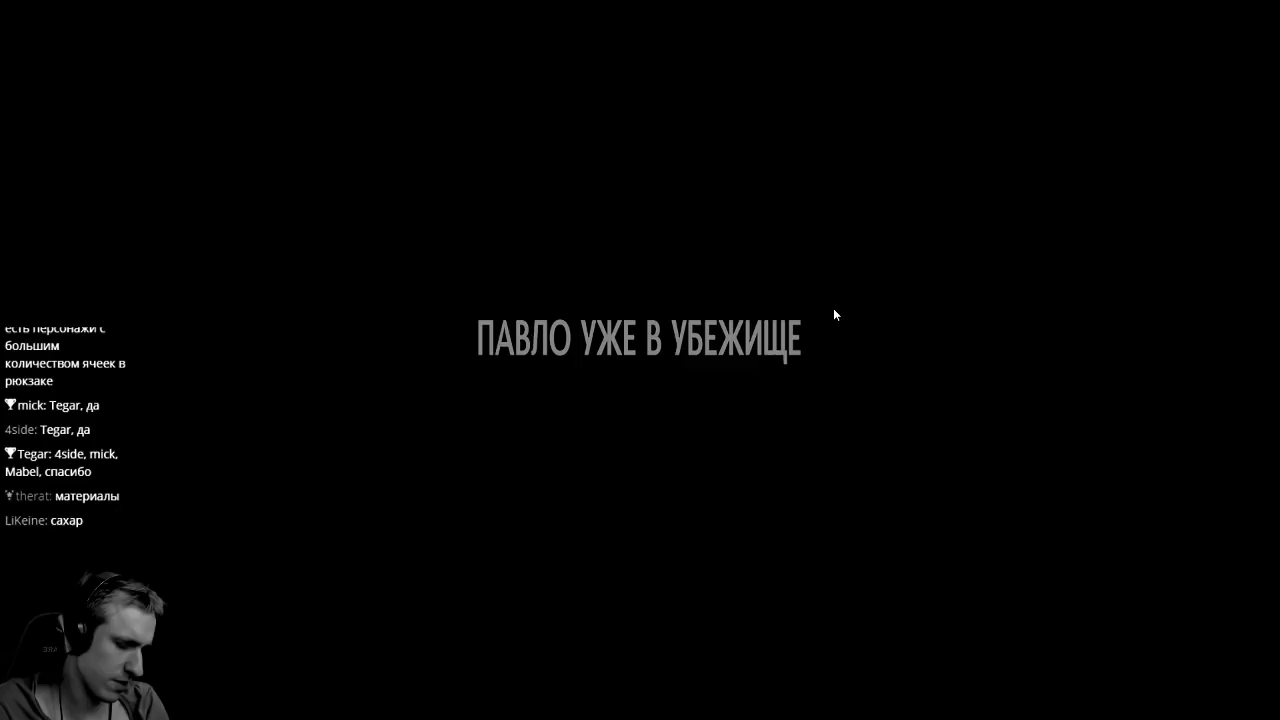 ПАВЛО УЖЕ В УБЕЖИЩЕ
есть персонажи с
большим
количеством ячеек в
рюкзаке
mick: Tegar, да
4side: Tegar, да
Tegar: 4side, mick,
Mabel, спасибо
therat: материалы
LiKeine: сахар